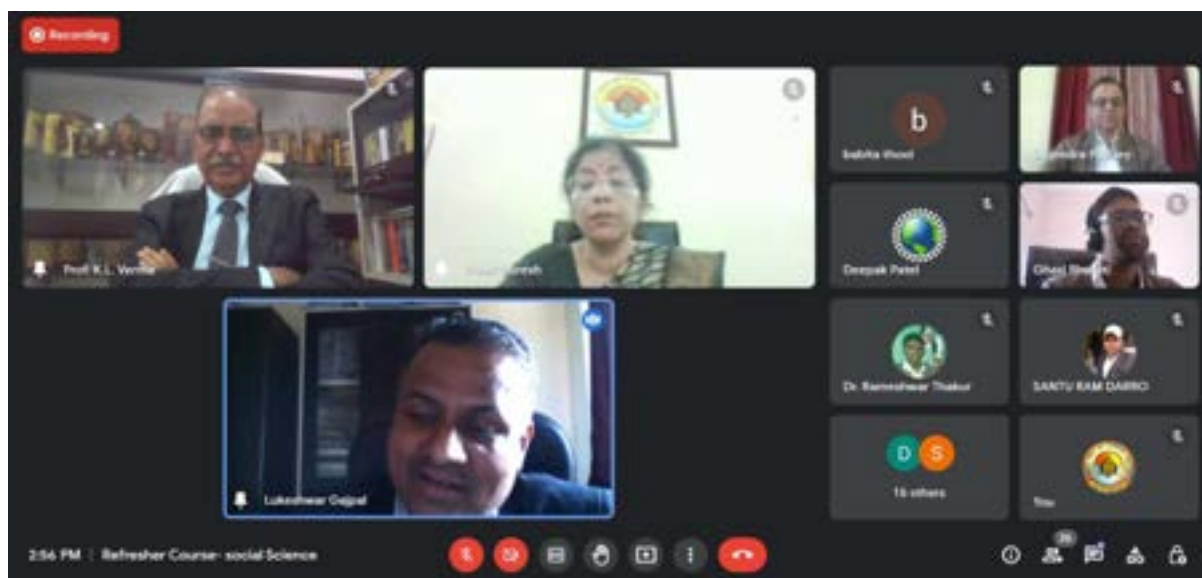 Recording
Prof K.L. Verma
b
babita thool
Deepak Patel
Lukeshwar Gajpal
Dr. Rameshwar Thakur
SANTU RAM DARRO
D S
16 others
You
2:56 PM | Refresher Course- social Science